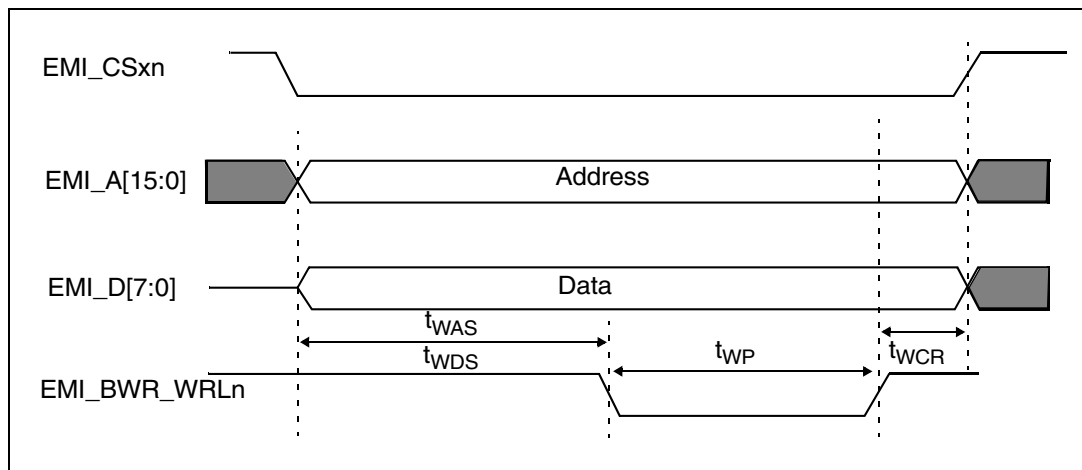 EMI_CSxn
EMI_A[15:0]
Address
EMI_D[7:0]
Data
tWAS
tWDS
tWP
tWCR
EMI_BWR_WRLn